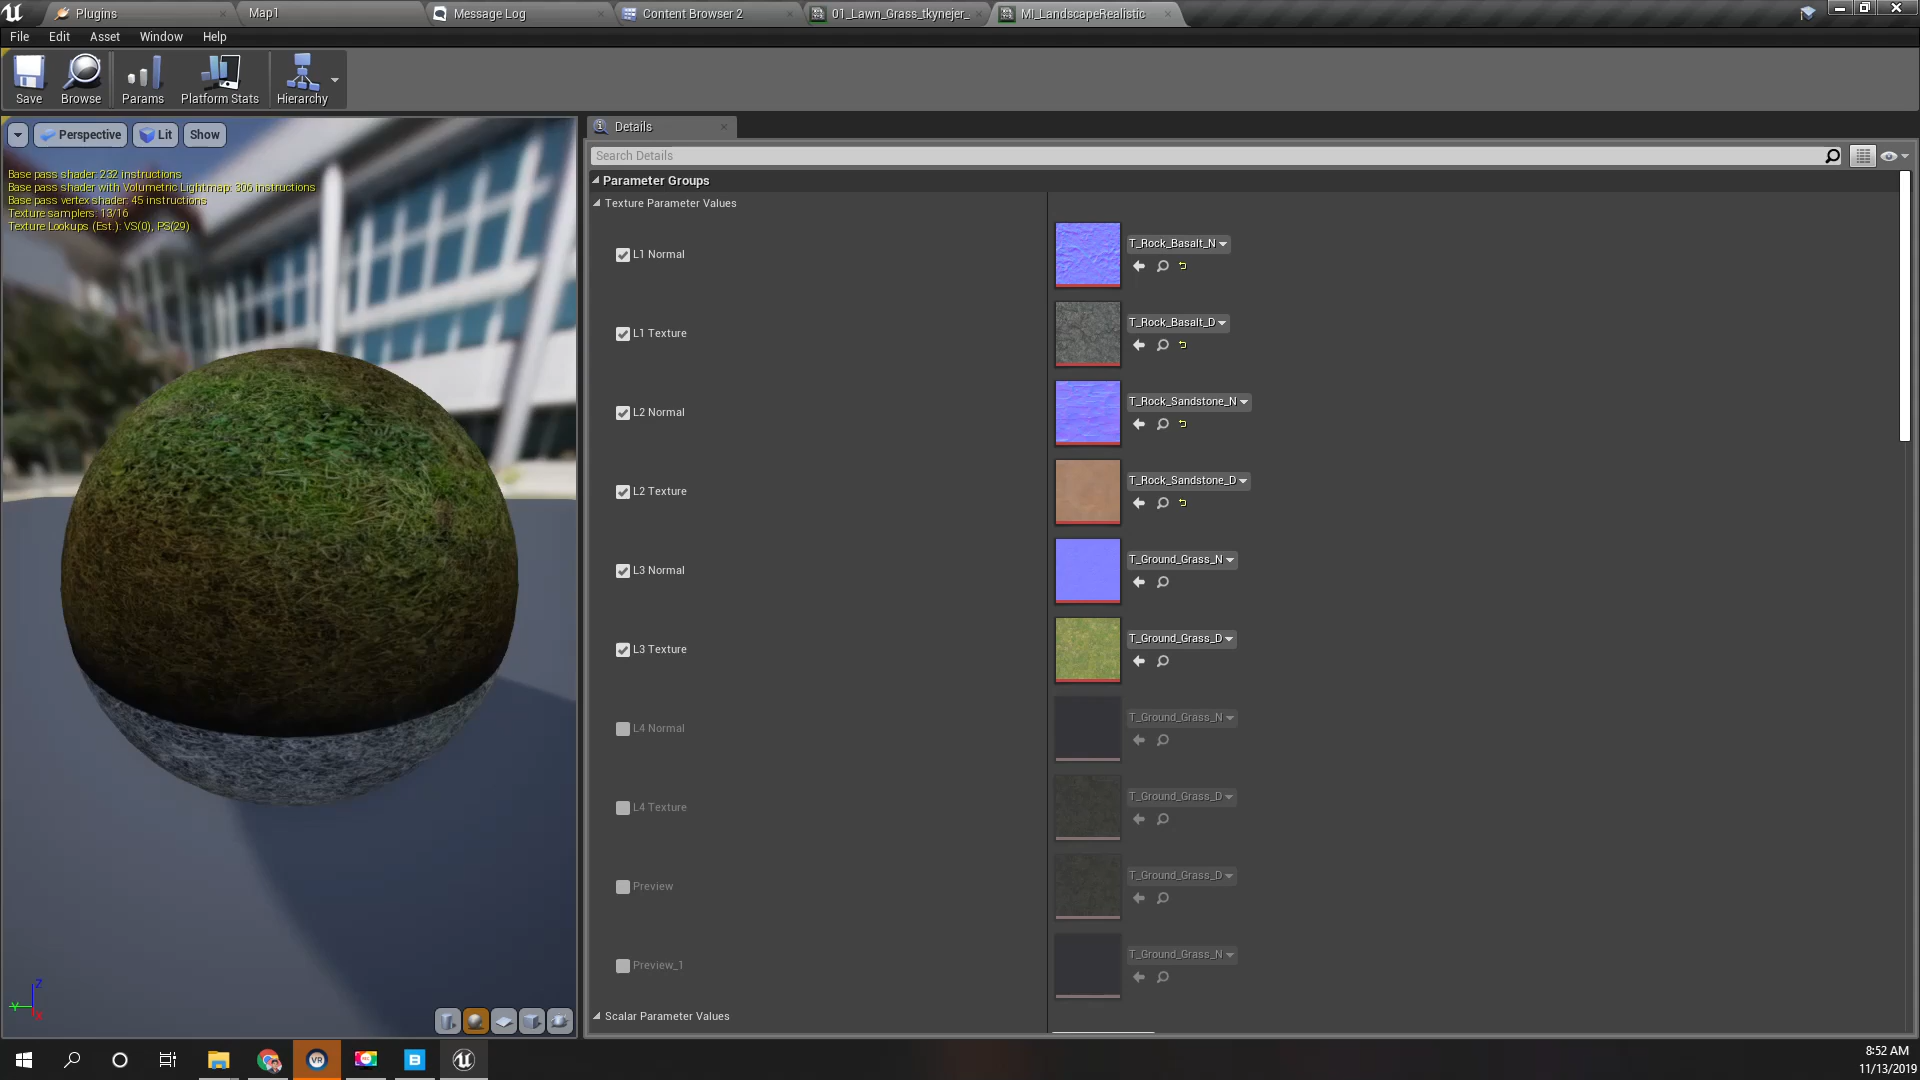 Plugins
Map1
Message Log
Content Browser 2
01_Lawn_Grass_tkynejer_
MI_LandscapeRealistic
File
Edit
Asset
Window
Help
Save
Browse
Params
Platform Stats
Hierarchy
Perspective
Lit
Show
Base pass shader: 232 instructions
Base pass shader with Volumetric Lightmap: 306 instructions
Base pass vertex shader: 45 instructions
Texture samplers: 13/16
Texture Lookups (Est.): VS(0), PS(29)
Z
Y
X
Details
Search Details
Parameter Groups
Texture Parameter Values
L1 Normal
T_Rock_Basalt_N
L1 Texture
T_Rock_Basalt_D
L2 Normal
T_Rock_Sandstone_N
L2 Texture
T_Rock_Sandstone_D
L3 Normal
T_Ground_Grass_N
L3 Texture
T_Ground_Grass_D
L4 Normal
T_Ground_Grass_N
L4 Texture
T_Ground_Grass_D
Preview
T_Ground_Grass_D
Preview_1
T_Ground_Grass_N
Scalar Parameter Values
VR
B
8:52 AM
11/13/2019